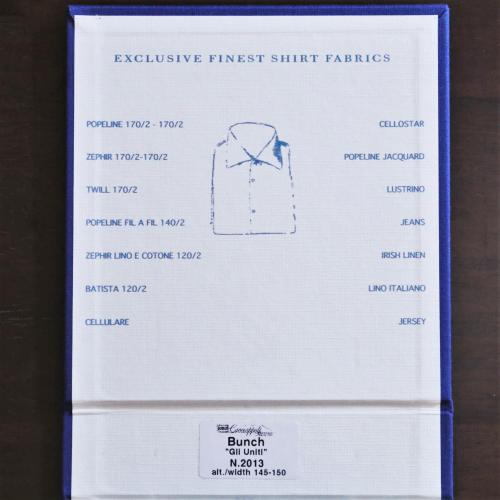 EXCLUSIVE FINEST SHIRT FABRICS
POPELINE 170/2 - 170/2
CELLOSTAR
ZEPHIR 170/2-170/2
POPELINE JACQUARD
TWILL 170/2
LUSTRINO
POPELINE FIL A FIL 140/2
JEANS
ZEPHIR LINO E COTONE 120/2
IRISH LINEN
BATISTA 120/2
LINO ITALIANO
CELLULARE
JERSEY
Bunch
"Gli Uniti"
N.2013
alt./width 145-150